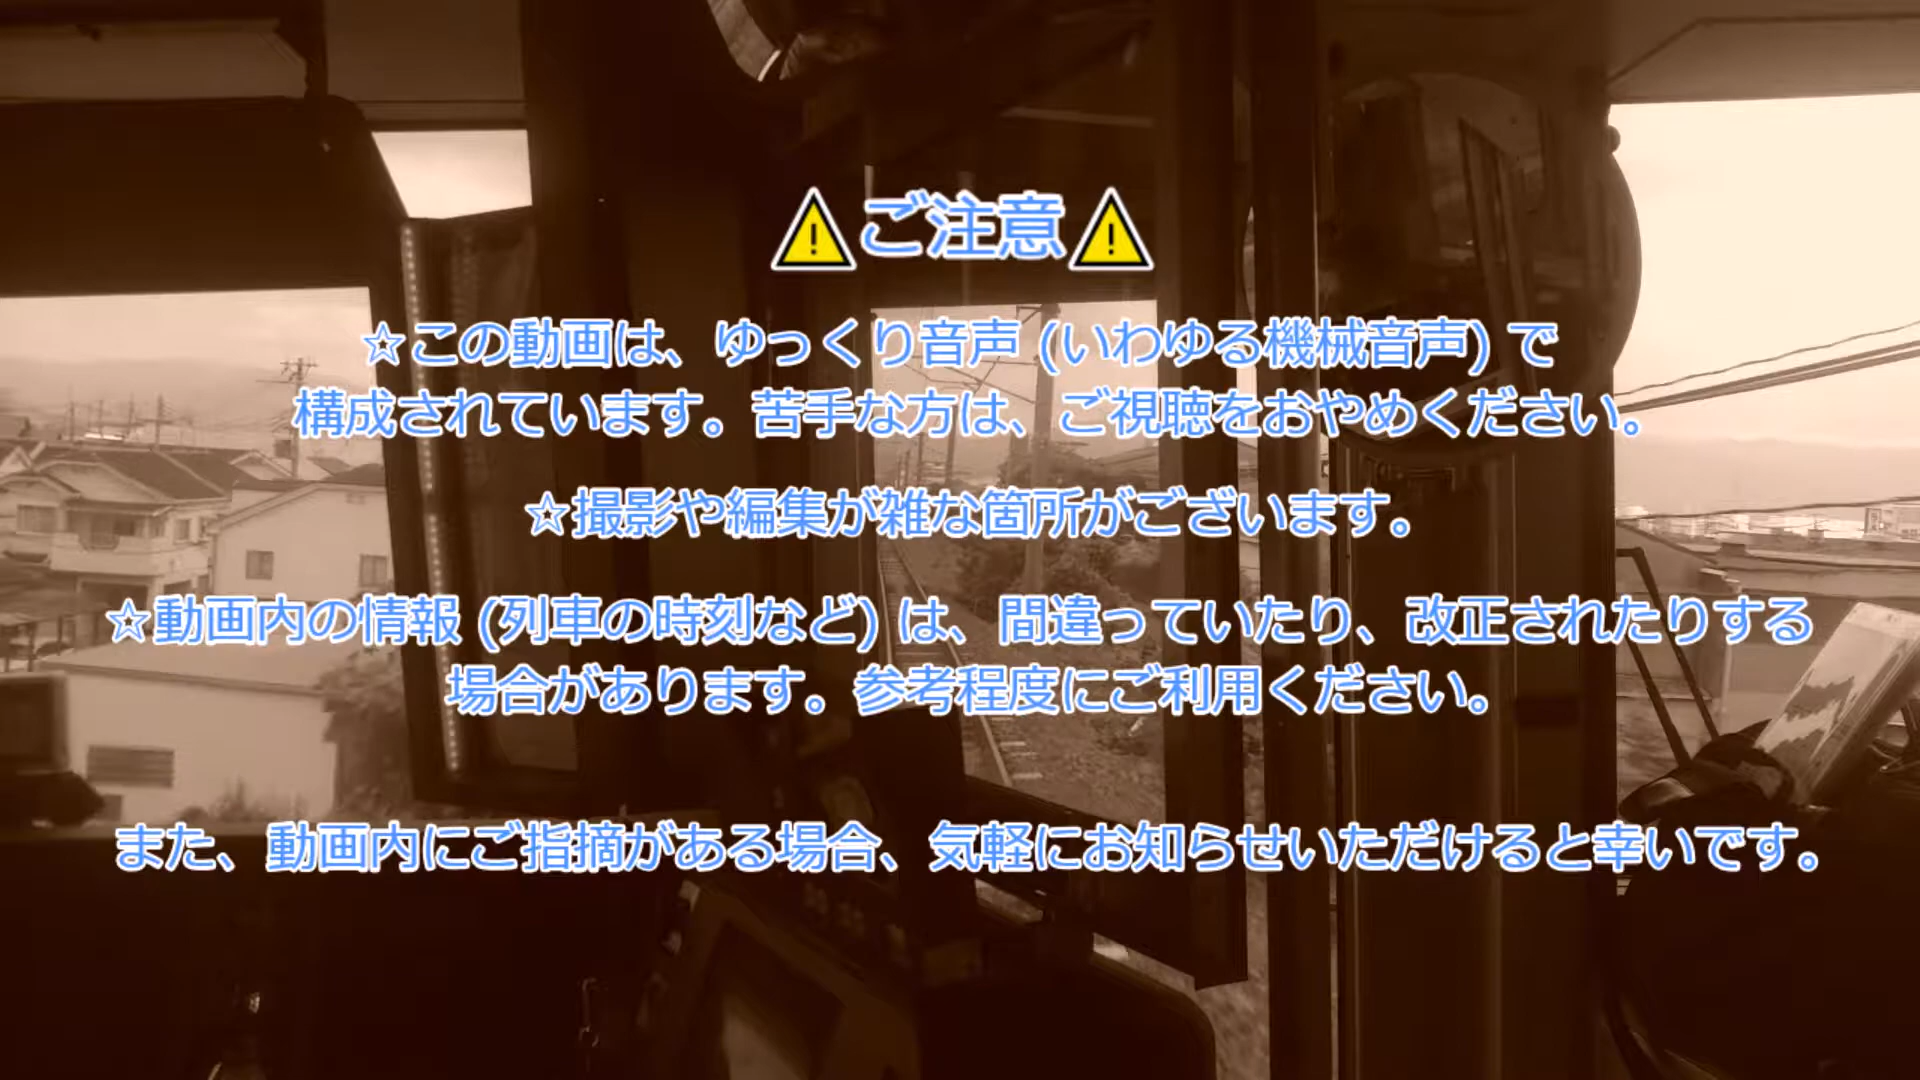 ⚠ご注意⚠
☆この動画は、ゆっくり音声 (いわゆる機械音声) で
構成されています。苦手な方は、ご視聴をおやめください。
☆撮影や編集が雑な箇所がございます。
☆動画内の情報 (列車の時刻など) は、間違っていたり、改正されたりする
場合があります。参考程度にご利用ください。
また、動画内にご指摘がある場合、気軽にお知らせいただけると幸いです。